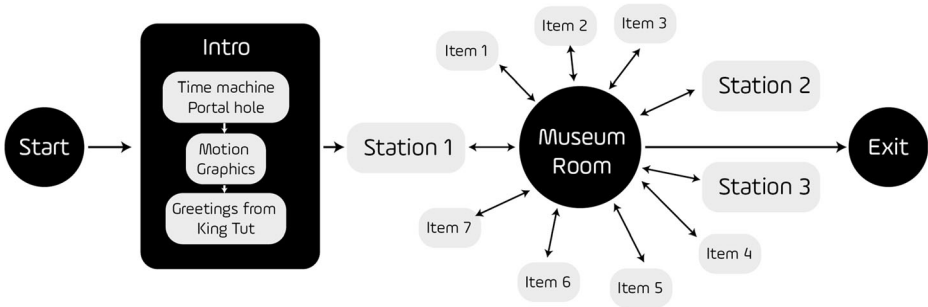 Start
Intro
Time machine
Portal hole
Motion
Graphics
Greetings from
King Tut
Station 1
Museum
Room
Item 1
Item 2
Item 3
Station 2
Station 3
Item 4
Item 5
Item 6
Item 7
Exit